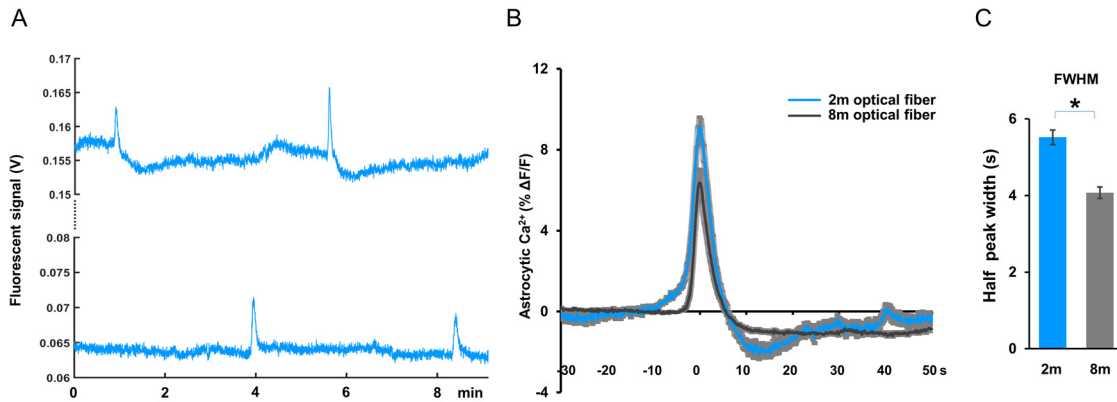 A
B
C
0.17
0.165
0.16
0.155
0.15
0.08
0.075
0.07
0.065
0.06
Fluorescent signal (V)
0 2 4 6 8 min
12
8
4
0
-4
Astrocytic Ca²⁺ (% ΔF/F)
2m optical fiber
8m optical fiber
-30 -20 -10 0 10 20 30 40 50 s
FWHM
*
6
4
2
0
Half peak width (s)
2m 8m